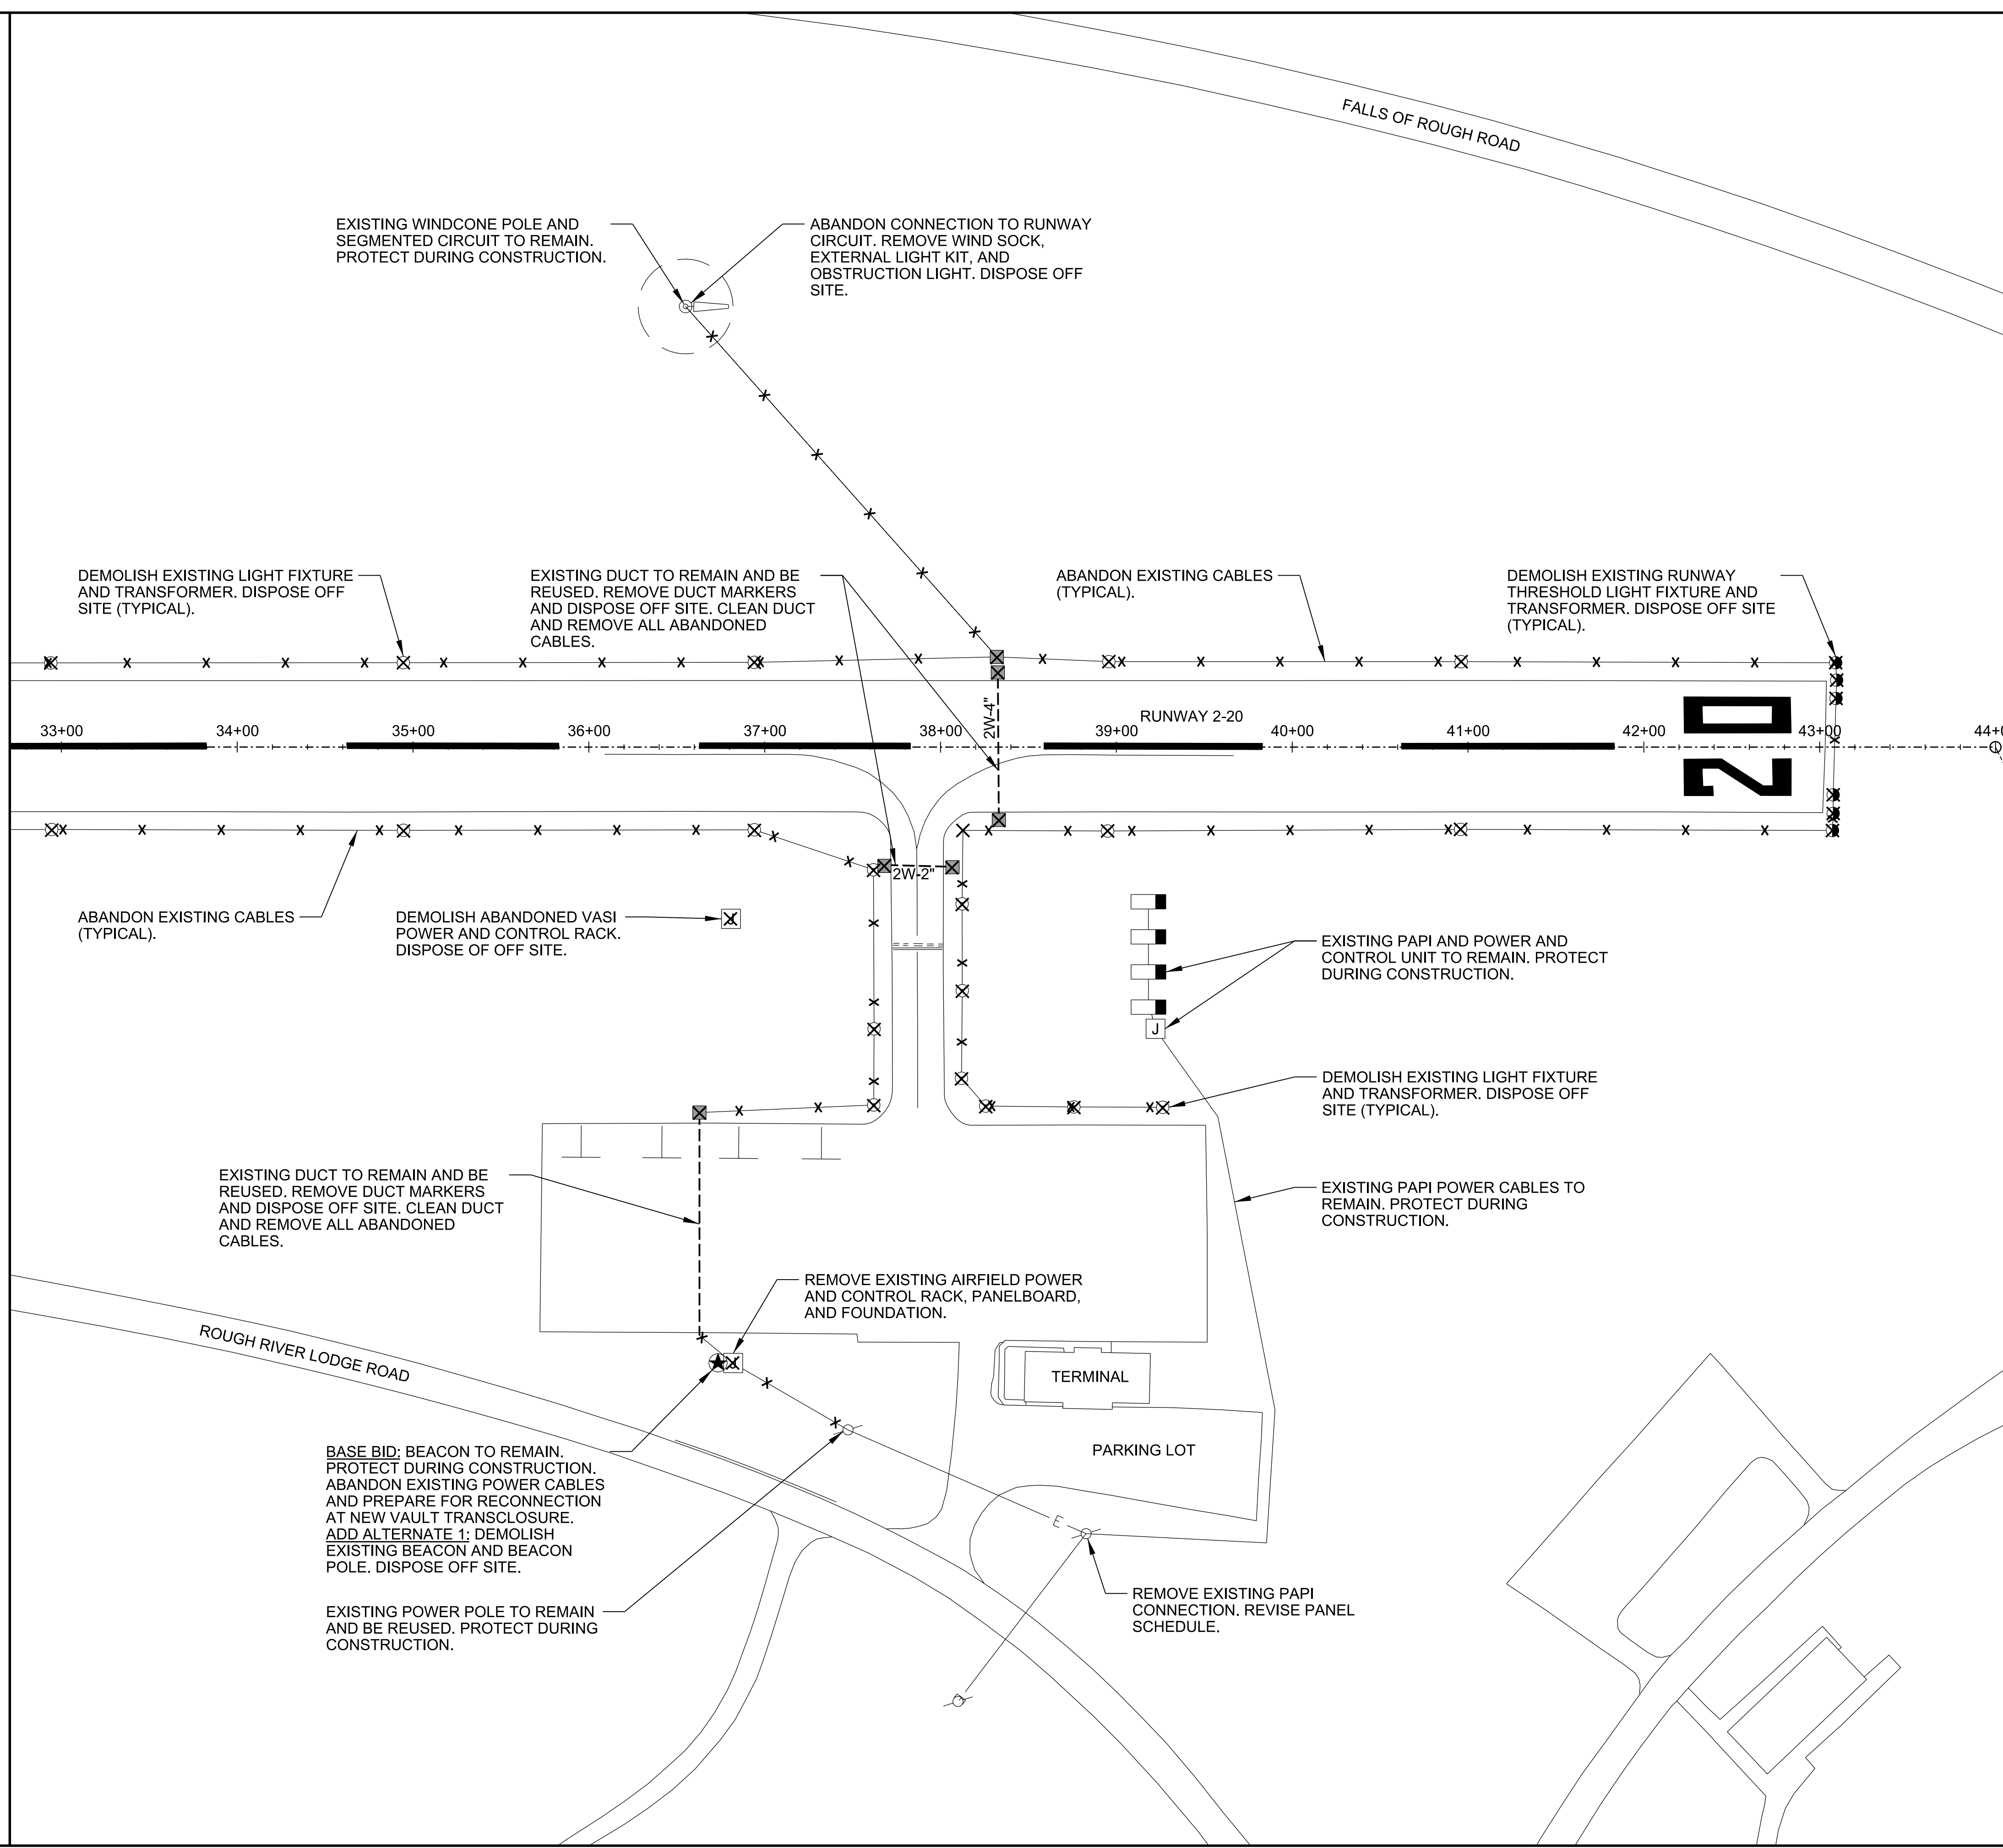 FALLS OF ROUGH ROAD
EXISTING WINDCONE POLE AND
SEGMENTED CIRCUIT TO REMAIN.
PROTECT DURING CONSTRUCTION.
ABANDON CONNECTION TO RUNWAY
CIRCUIT. REMOVE WIND SOCK,
EXTERNAL LIGHT KIT, AND
OBSTRUCTION LIGHT. DISPOSE OFF
SITE.
DEMOLISH EXISTING LIGHT FIXTURE
AND TRANSFORMER. DISPOSE OFF
SITE (TYPICAL).
EXISTING DUCT TO REMAIN AND BE
REUSED. REMOVE DUCT MARKERS
AND DISPOSE OFF SITE. CLEAN DUCT
AND REMOVE ALL ABANDONED
CABLES.
ABANDON EXISTING CABLES
(TYPICAL).
DEMOLISH EXISTING RUNWAY
THRESHOLD LIGHT FIXTURE AND
TRANSFORMER. DISPOSE OFF SITE
(TYPICAL).
2W-4"
RUNWAY 2-20
20
33+00 34+00 35+00 36+00 37+00 38+00 39+00 40+00 41+00 42+00 43+00 44+0
2W-2"
ABANDON EXISTING CABLES
(TYPICAL).
DEMOLISH ABANDONED VASI
POWER AND CONTROL RACK.
DISPOSE OF OFF SITE.
J
EXISTING PAPI AND POWER AND
CONTROL UNIT TO REMAIN. PROTECT
DURING CONSTRUCTION.
J
DEMOLISH EXISTING LIGHT FIXTURE
AND TRANSFORMER. DISPOSE OFF
SITE (TYPICAL).
EXISTING DUCT TO REMAIN AND BE
REUSED. REMOVE DUCT MARKERS
AND DISPOSE OFF SITE. CLEAN DUCT
AND REMOVE ALL ABANDONED
CABLES.
EXISTING PAPI POWER CABLES TO
REMAIN. PROTECT DURING
CONSTRUCTION.
REMOVE EXISTING AIRFIELD POWER
AND CONTROL RACK, PANELBOARD,
AND FOUNDATION.
J
ROUGH RIVER LODGE ROAD
TERMINAL
PARKING LOT
BASE BID: BEACON TO REMAIN.
PROTECT DURING CONSTRUCTION.
ABANDON EXISTING POWER CABLES
AND PREPARE FOR RECONNECTION
AT NEW VAULT TRANSCLOSURE.
ADD ALTERNATE 1: DEMOLISH
EXISTING BEACON AND BEACON
POLE. DISPOSE OFF SITE.
E
EXISTING POWER POLE TO REMAIN
AND BE REUSED. PROTECT DURING
CONSTRUCTION.
REMOVE EXISTING PAPI
CONNECTION. REVISE PANEL
SCHEDULE.